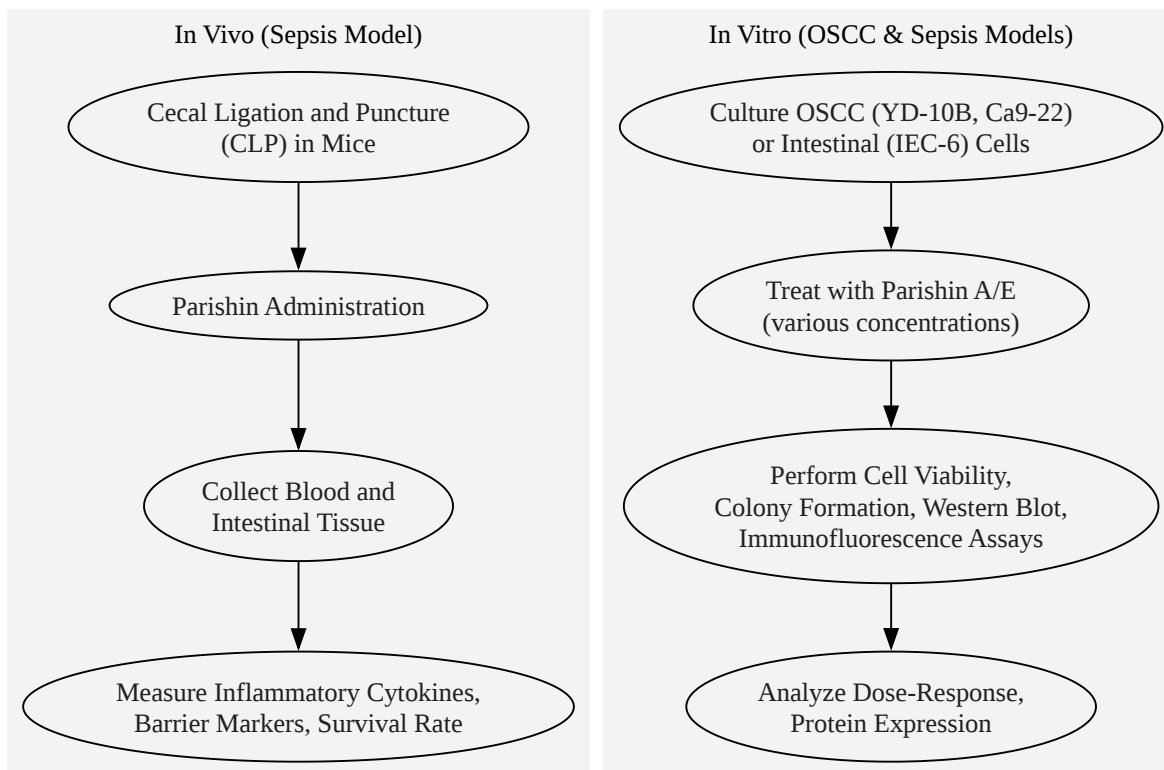 In Vivo (Sepsis Model)
Cecal Ligation and Puncture
(CLP) in Mice
Parishin Administration
Collect Blood and
Intestinal Tissue
Measure Inflammatory Cytokines,
Barrier Markers, Survival Rate
In Vitro (OSCC & Sepsis Models)
Culture OSCC (YD-10B, Ca9-22)
or Intestinal (IEC-6) Cells
Treat with Parishin A/E
(various concentrations)
Perform Cell Viability,
Colony Formation, Western Blot,
Immunofluorescence Assays
Analyze Dose-Response,
Protein Expression